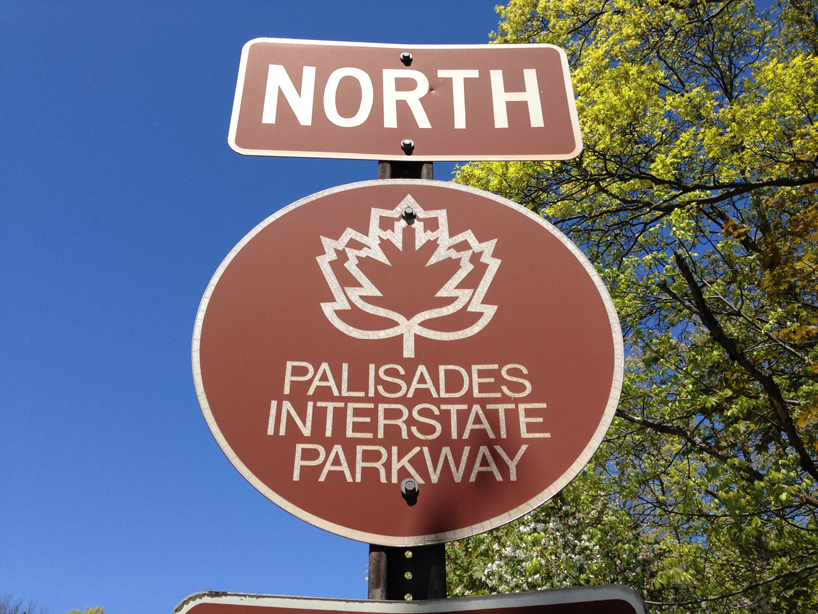 NORTH
PALISADES
INTERSTATE
PARKWAY